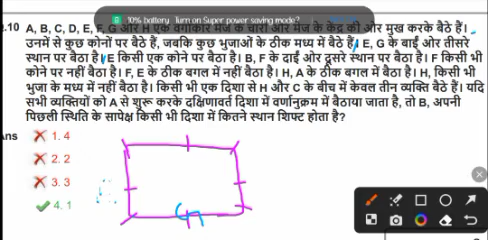 10% battery Turn on Super power saving mode?
.10 A, B, C, D, E, F, G और H एक वर्गाकार मेज के चारों ओर मेज के केंद्र की ओर मुख करके बैठे हैं।
उनमें से कुछ कोनों पर बैठे हैं, जबकि कुछ भुजाओं के ठीक मध्य में बैठे हैं। E, G के बाईं ओर तीसरे
स्थान पर बैठा है। E किसी एक कोने पर बैठा है। B, F के दाईं ओर दूसरे स्थान पर बैठा है। F किसी भी
कोने पर नहीं बैठा है। F, E के ठीक बगल में नहीं बैठा है। H, A के ठीक बगल में बैठा है। H, किसी भी
भुजा के मध्य में नहीं बैठा है। किसी भी एक दिशा से H और C के बीच में केवल तीन व्यक्ति बैठे हैं। यदि
सभी व्यक्तियों को A से शुरू करके दक्षिणावर्त दिशा में वर्णानुक्रम में बैठाया जाता है, तो B, अपनी
पिछली स्थिति के सापेक्ष किसी भी दिशा में कितने स्थान शिफ्ट होता है?
Ans
1. 4
2. 2
3. 3
4. 1
G